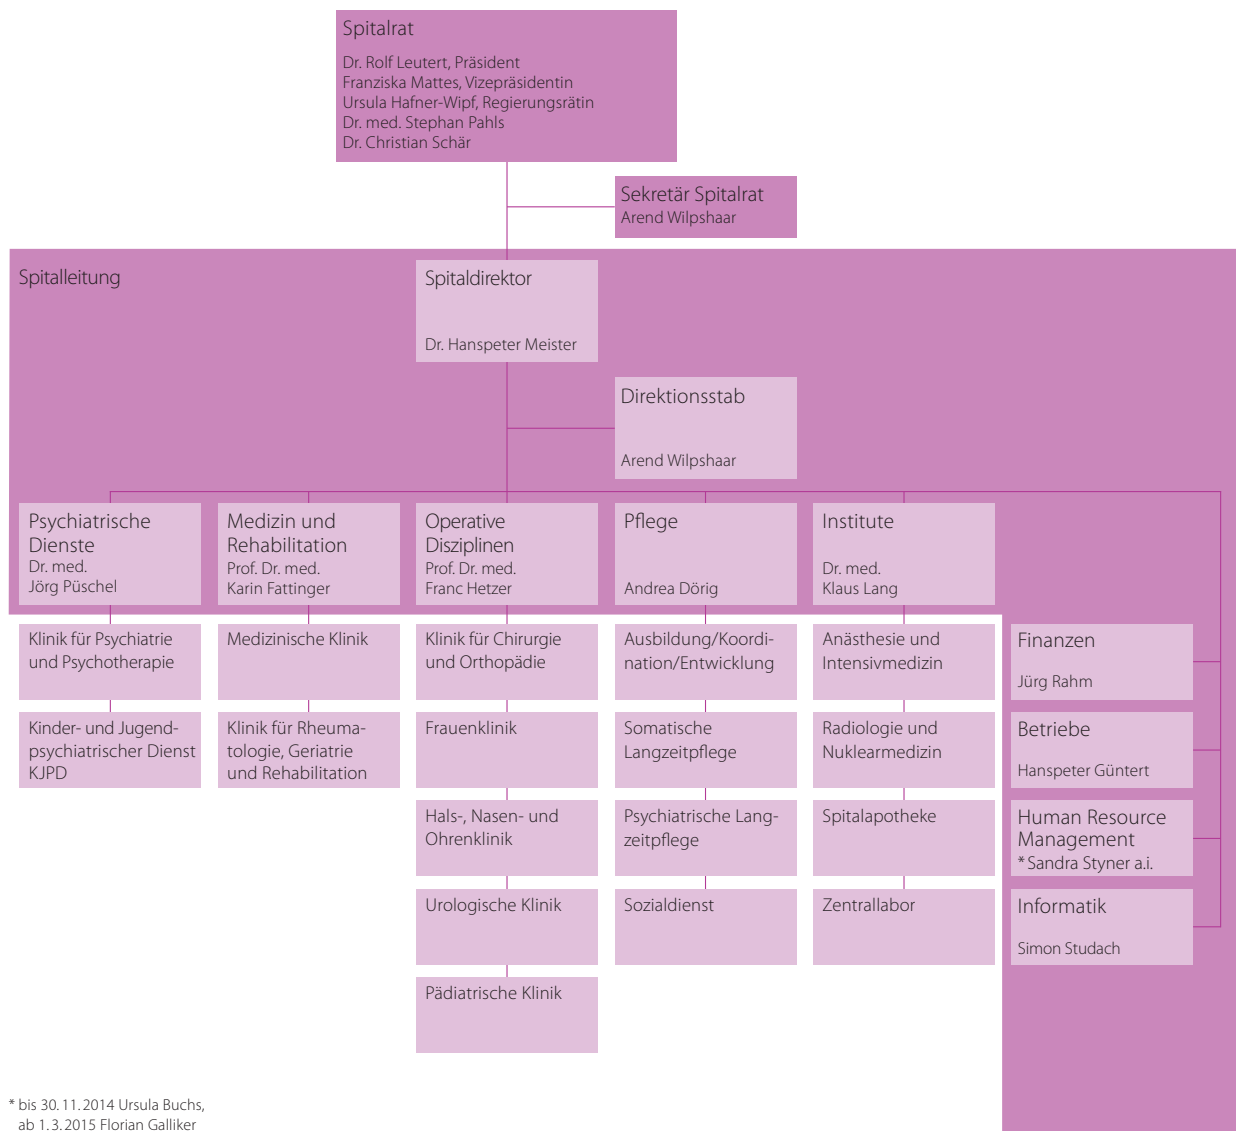 Spitalrat
Dr. Rolf Leutert, Präsident
Franziska Mattes, Vizepräsidentin
Ursula Hafner-Wipf, Regierungsrätin
Dr. med. Stephan Pahls
Dr. Christian Schär
Sekretär Spitalrat
Arend Wilpshaar
Spitalleitung
Spitaldirektor
Dr. Hanspeter Meister
Direktionsstab
Arend Wilpshaar
Psychiatrische
Dienste
Dr. med.
Jörg Püschel
Medizin und
Rehabilitation
Prof. Dr. med.
Karin Fattinger
Operative
Disziplinen
Prof. Dr. med.
Franc Hetzer
Pflege
Andrea Dörig
Institute
Dr. med.
Klaus Lang
Klinik für Psychiatrie
und Psychotherapie
Kinder- und Jugend-
psychiatrischer Dienst
KJPD
Medizinische Klinik
Klinik für Rheuma-
tologie, Geriatrie
und Rehabilitation
Klinik für Chirurgie
und Orthopädie
Frauenklinik
Hals-, Nasen- und
Ohrenklinik
Urologische Klinik
Pädiatrische Klinik
Ausbildung/Koordi-
nation/Entwicklung
Somatische
Langzeitpflege
Psychiatrische Lang-
zeitpflege
Sozialdienst
Anästhesie und
Intensivmedizin
Radiologie und
Nuklearmedizin
Spitalapotheke
Zentrallabor
Finanzen
Jürg Rahm
Betriebe
Hanspeter Güntert
Human Resource
Management
* Sandra Styner a.i.
Informatik
Simon Studach
* bis 30. 11. 2014 Ursula Buchs,
ab 1. 3. 2015 Florian Galliker